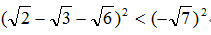 (√2 − √3 − √6)² < (−√7)².